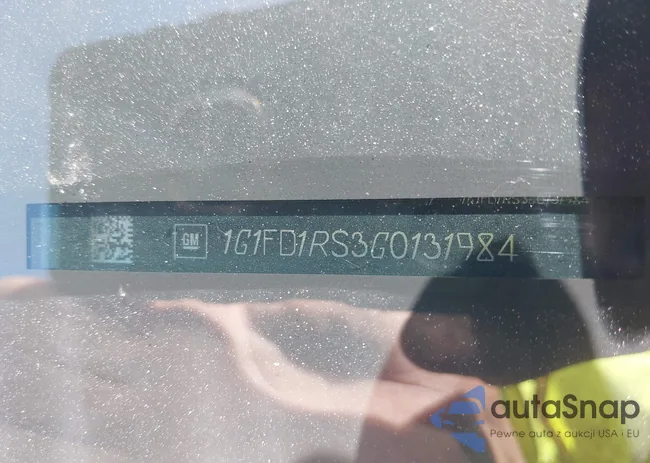 GM 1G1FD1RS3G0131984
autaSnap
Pewne auta z aukcji USA i EU